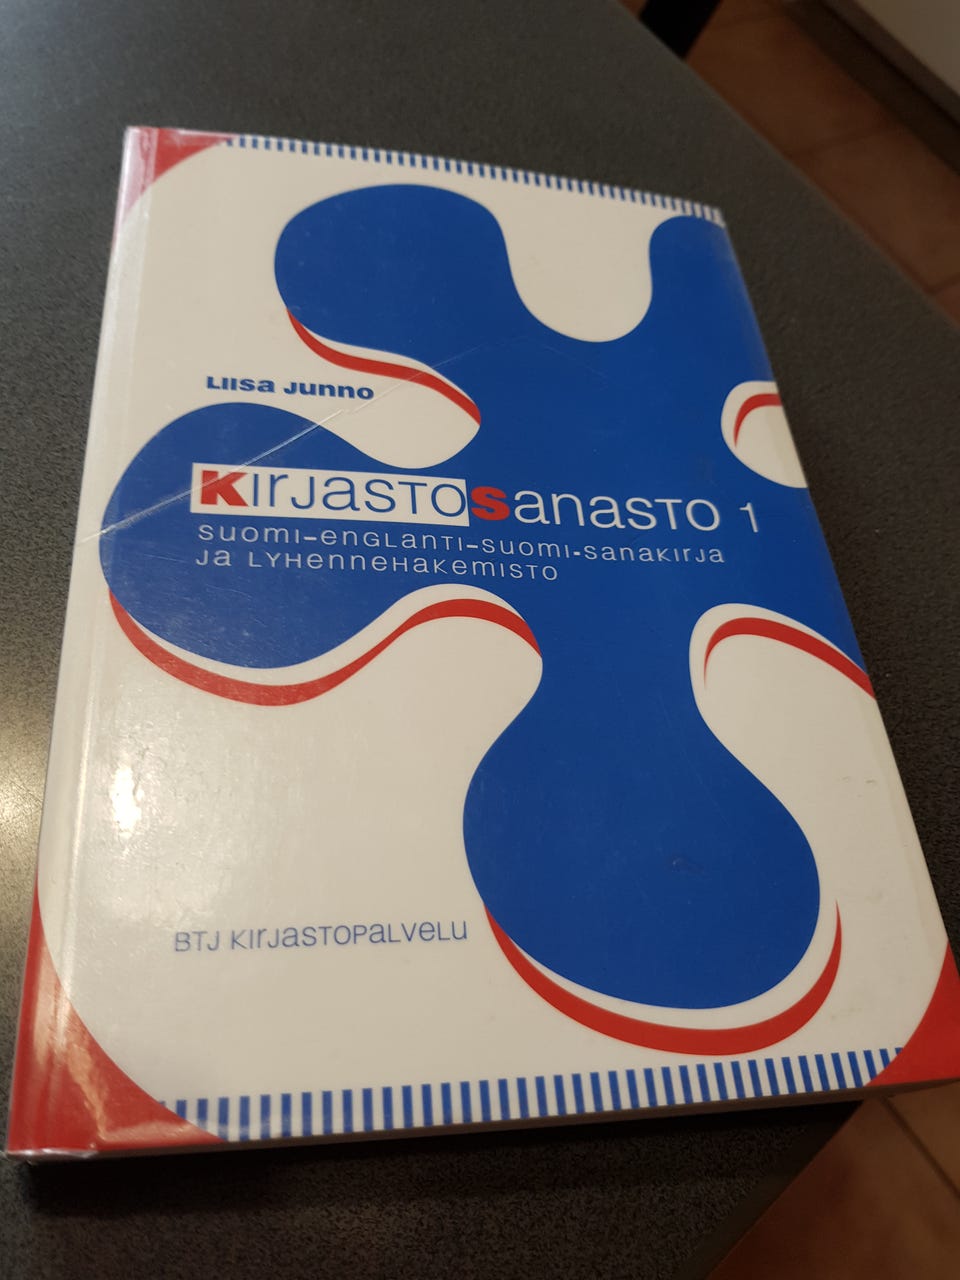 Liisa Junno
Kirjastosanasto 1
suomi-englanti-suomi-sanakirja
ja lyhennehakemisto
BTJ Kirjastopalvelu